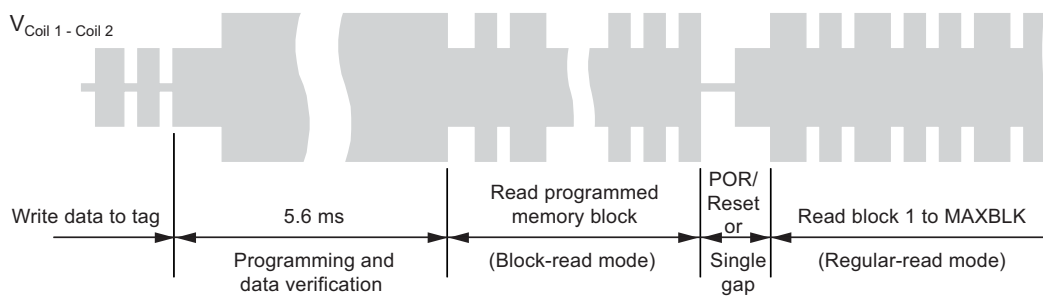 V Coil 1 - Coil 2
Write data to tag
5.6 ms
Programming and
data verification
Read programmed
memory block
(Block-read mode)
POR/
Reset
or
Single
gap
Read block 1 to MAXBLK
(Regular-read mode)